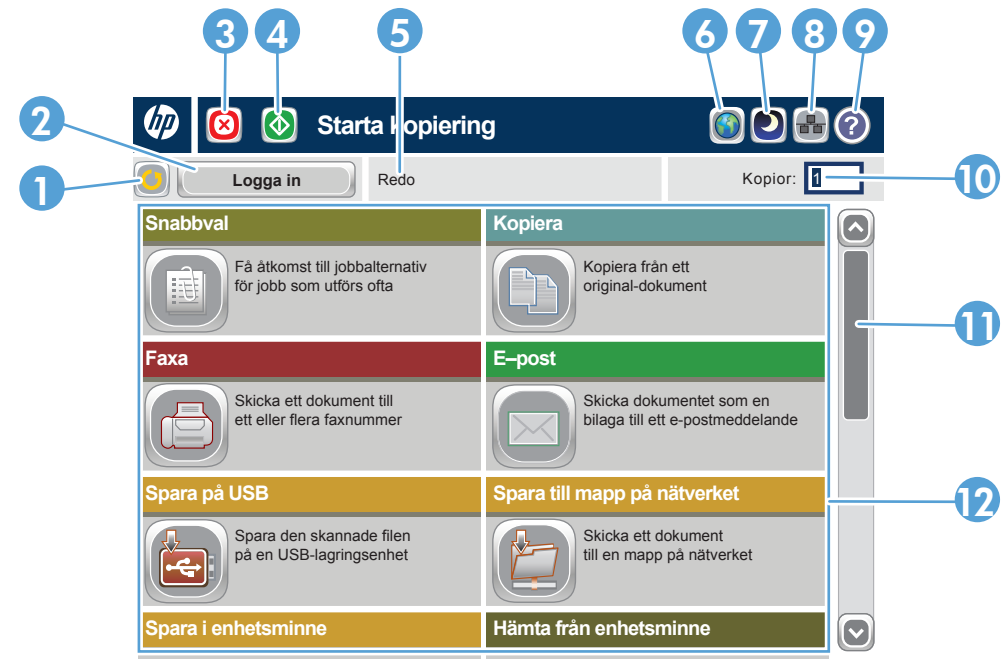 3
4
5
6
7
8
9
2
hp
Starta kopiering
?
1
Logga in
Redo
Kopior: 1
10
Snabbval
Kopiera
Få åtkomst till jobbalternativ
för jobb som utförs ofta
Kopiera från ett
original-dokument
11
Faxa
E–post
Skicka ett dokument till
ett eller flera faxnummer
Skicka dokumentet som en
bilaga till ett e-postmeddelande
Spara på USB
Spara till mapp på nätverket
12
Spara den skannade filen
på en USB-lagringsenhet
Skicka ett dokument
till en mapp på nätverket
Spara i enhetsminne
Hämta från enhetsminne